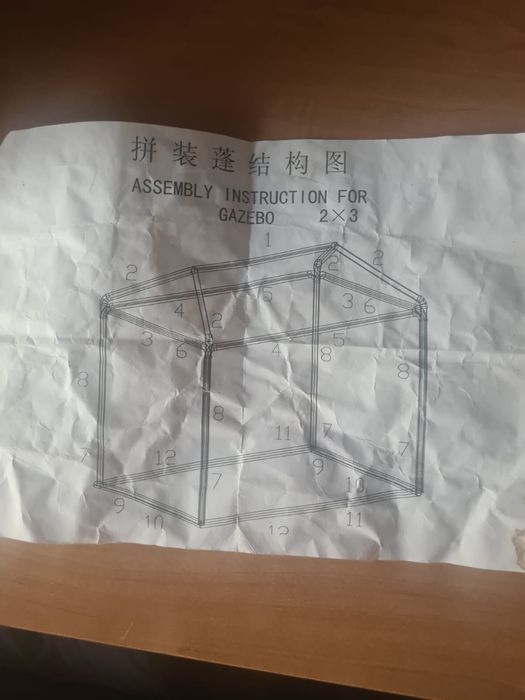 拼装蓬结构图
ASSEMBLY INSTRUCTION FOR
GAZEBO 2×3
1
2 2 2
4 5 3 6
3 6 2 4 5
8 8 8
8
12 11 7 7
7 9 10
9 10 7 12 11